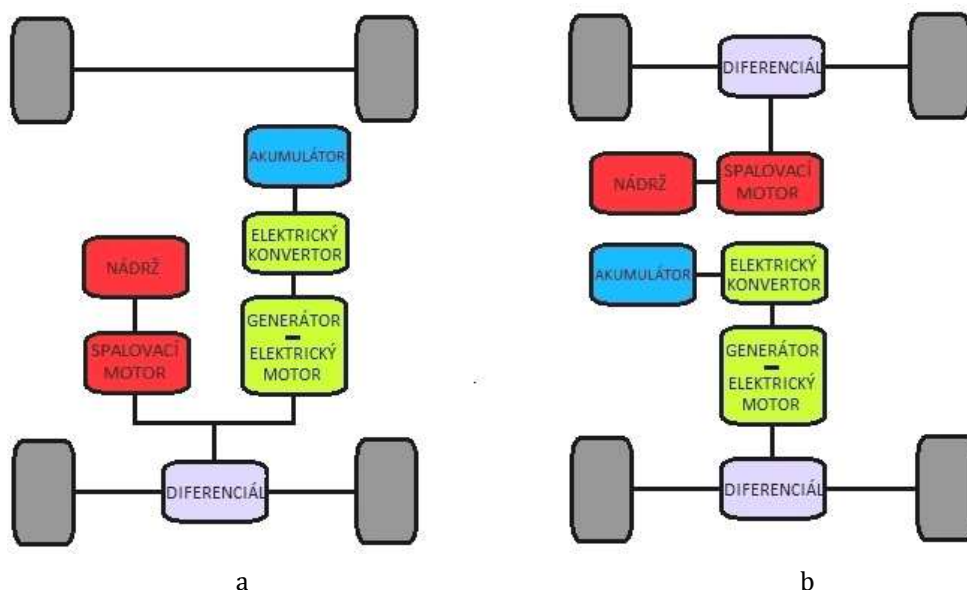 AKUMULÁTOR
ELEKTRICKÝ
KONVERTOR
NÁDRŽ
GENERÁTOR
–
ELEKTRICKÝ
MOTOR
SPALOVACÍ
MOTOR
DIFERENCIÁL
a
DIFERENCIÁL
NÁDRŽ
SPALOVACÍ
MOTOR
AKUMULÁTOR
ELEKTRICKÝ
KONVERTOR
GENERÁTOR
–
ELEKTRICKÝ
MOTOR
DIFERENCIÁL
b